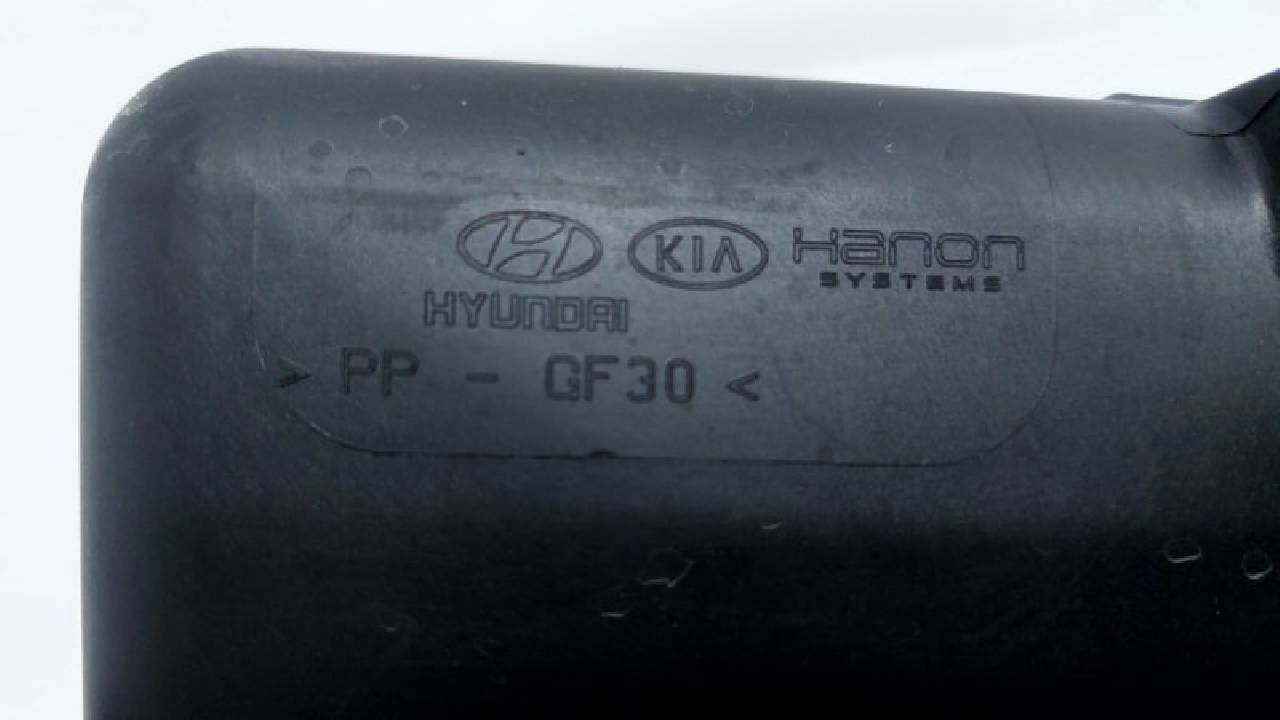 KIA Hanon
SYSTEMS
HYUNDAI
> PP - GF30 <